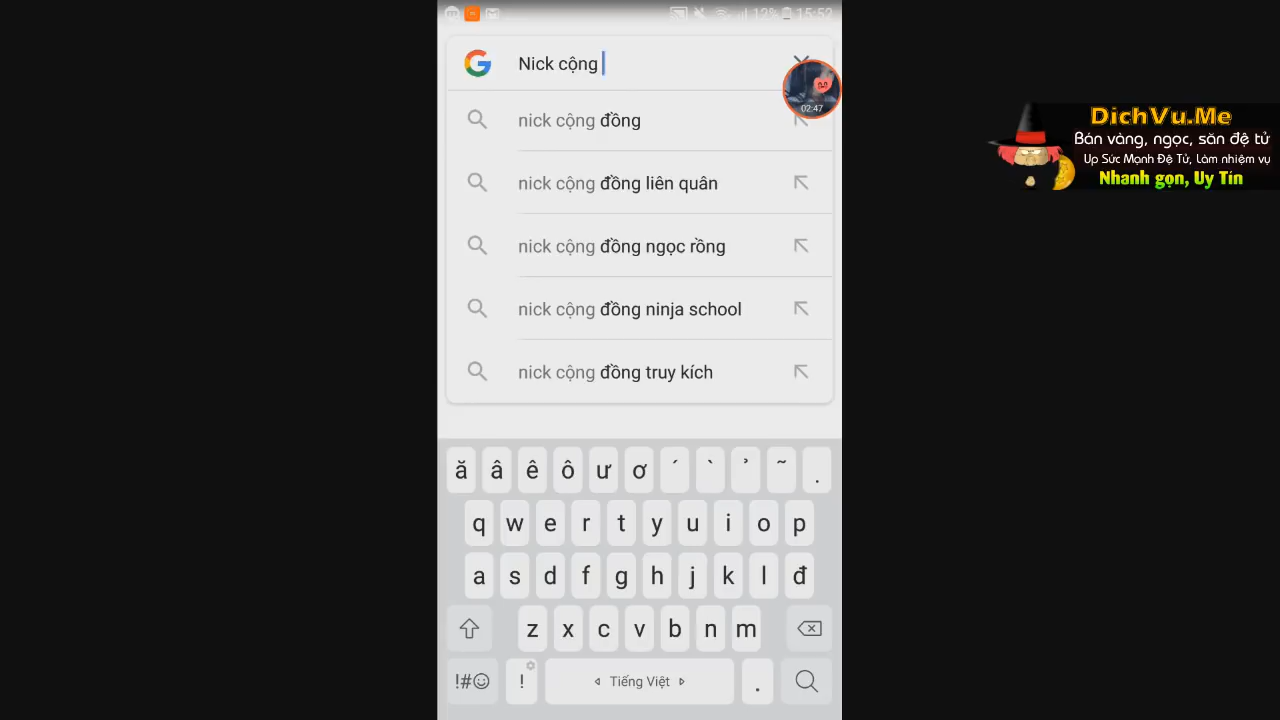 12% 15:52
Nick cộng
02:47
nick cộng đồng
nick cộng đồng liên quân
nick cộng đồng ngọc rồng
nick cộng đồng ninja school
nick cộng đồng truy kích
DichVu.Me
Bán vàng, ngọc, săn đệ tử
Up Sức Mạnh Đệ Tử, Làm nhiệm vụ
Nhanh gọn, Uy Tín
ă â ê ô ư ơ ´ ` ̉ ~ .
q w e r t y u i o p
a s d f g h j k l đ
z x c v b n m
!#☺ ! Tiếng Việt .